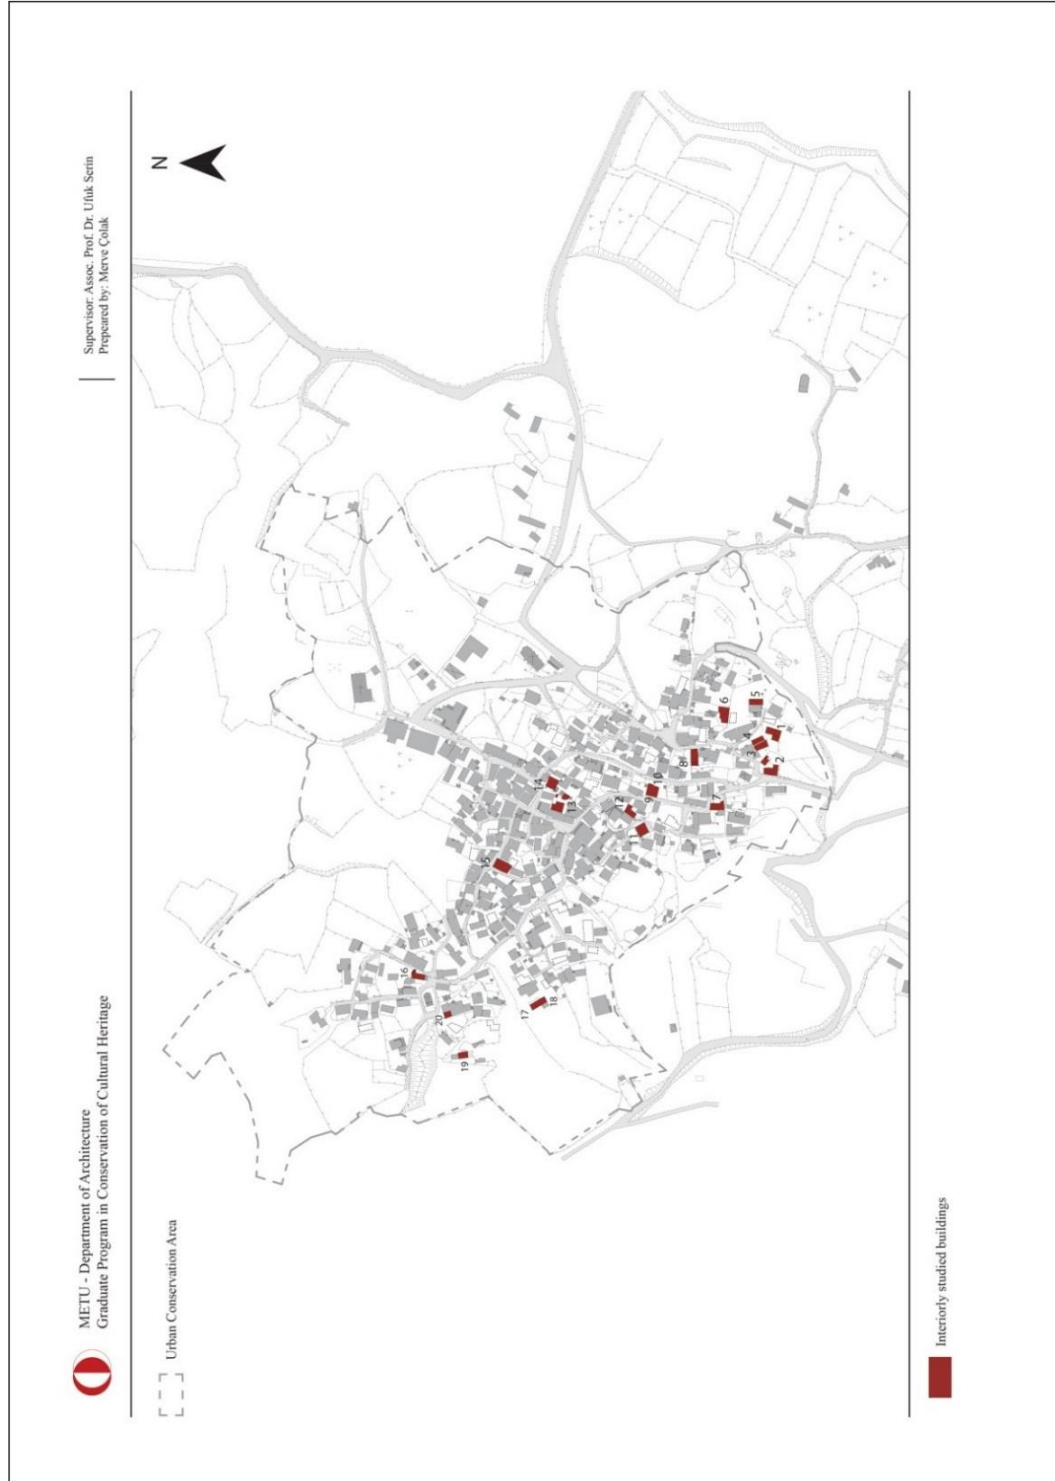 METU - Department of Architecture
Graduate Program in Conservation of Cultural Heritage
Supervisor: Assoc. Prof. Dr. Ufuk Serin
Prepeared by: Merve Çolak
Urban Conservation Area
N
16
20
19
17
18
15
14
13
12
11
9
10
8
7
6
5
4
3
2
1
Interiorly studied buildings